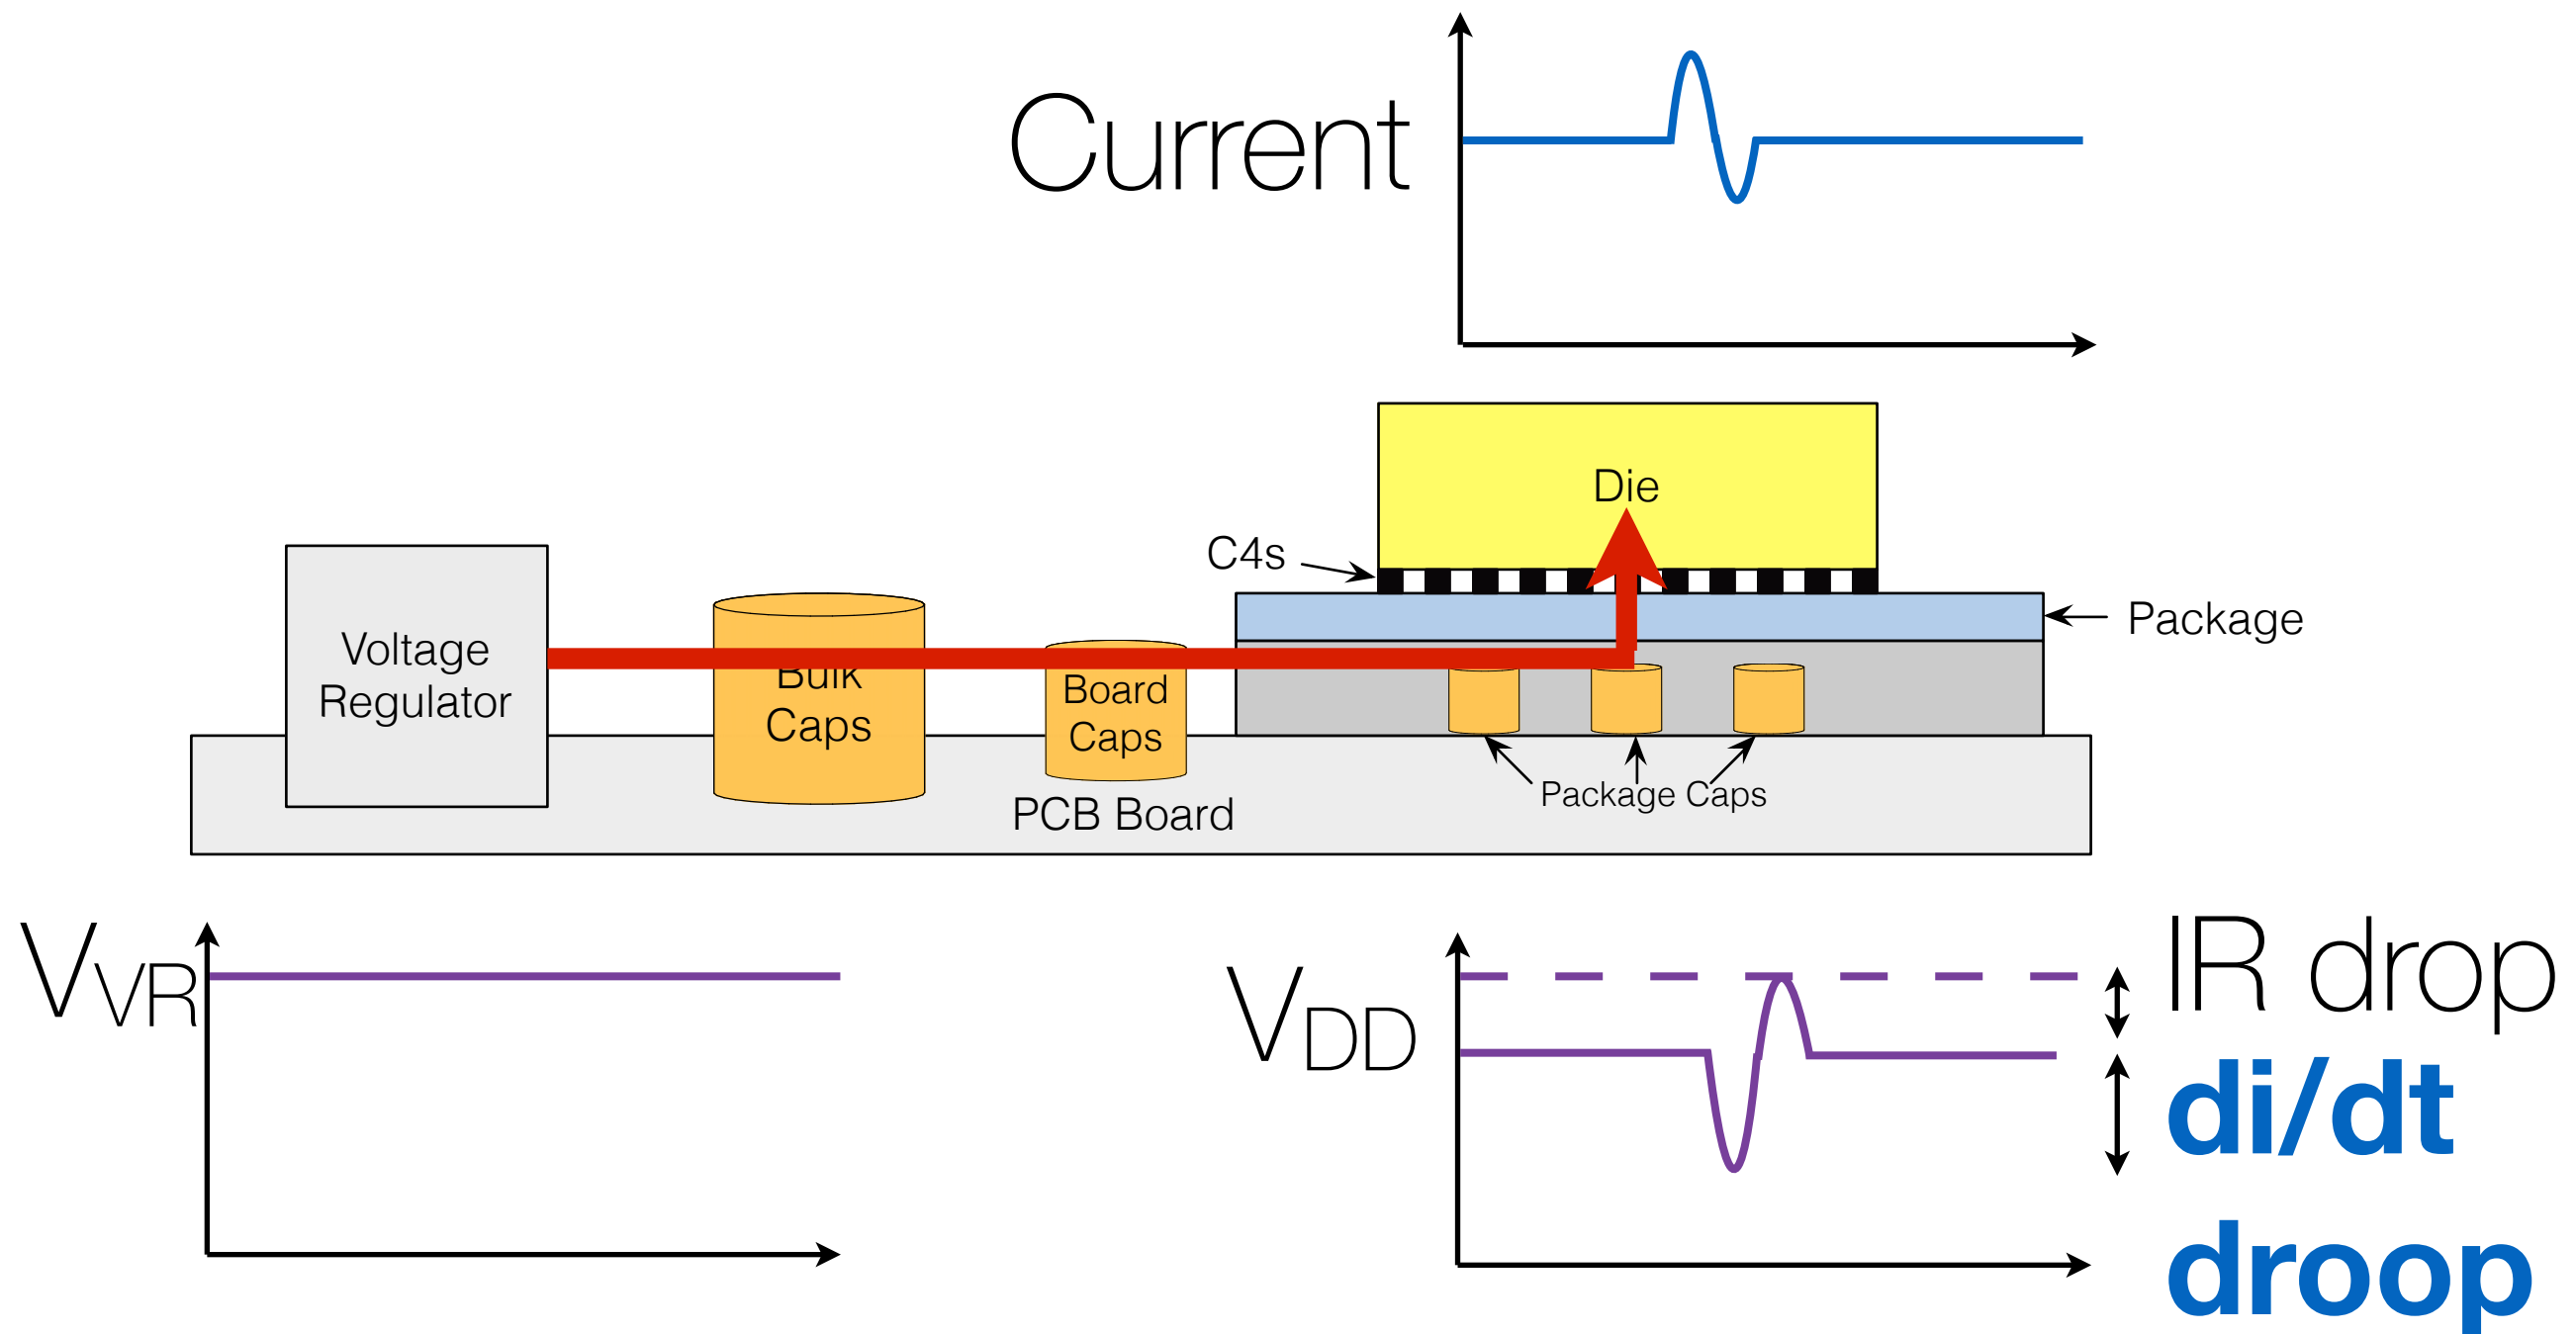 Current
Die
C4s
Package
Voltage
Regulator
Bulk
Caps
Board
Caps
Package Caps
PCB Board
VVR
VDD
IR drop
di/dt
droop